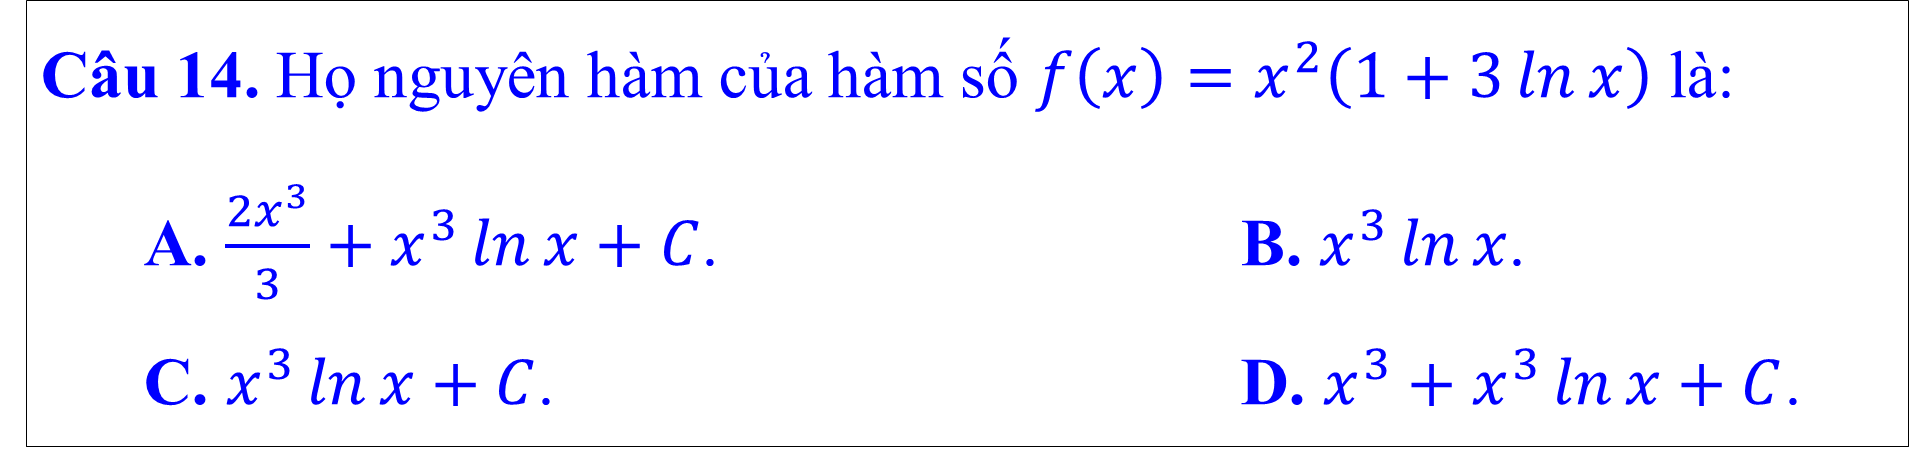 Câu 14. Họ nguyên hàm của hàm số f(x) = x²(1 + 3 ln x) là:
A. \frac{2x³}{3} + x³ ln x + C. B. x³ ln x.
C. x³ ln x + C. D. x³ + x³ ln x + C.